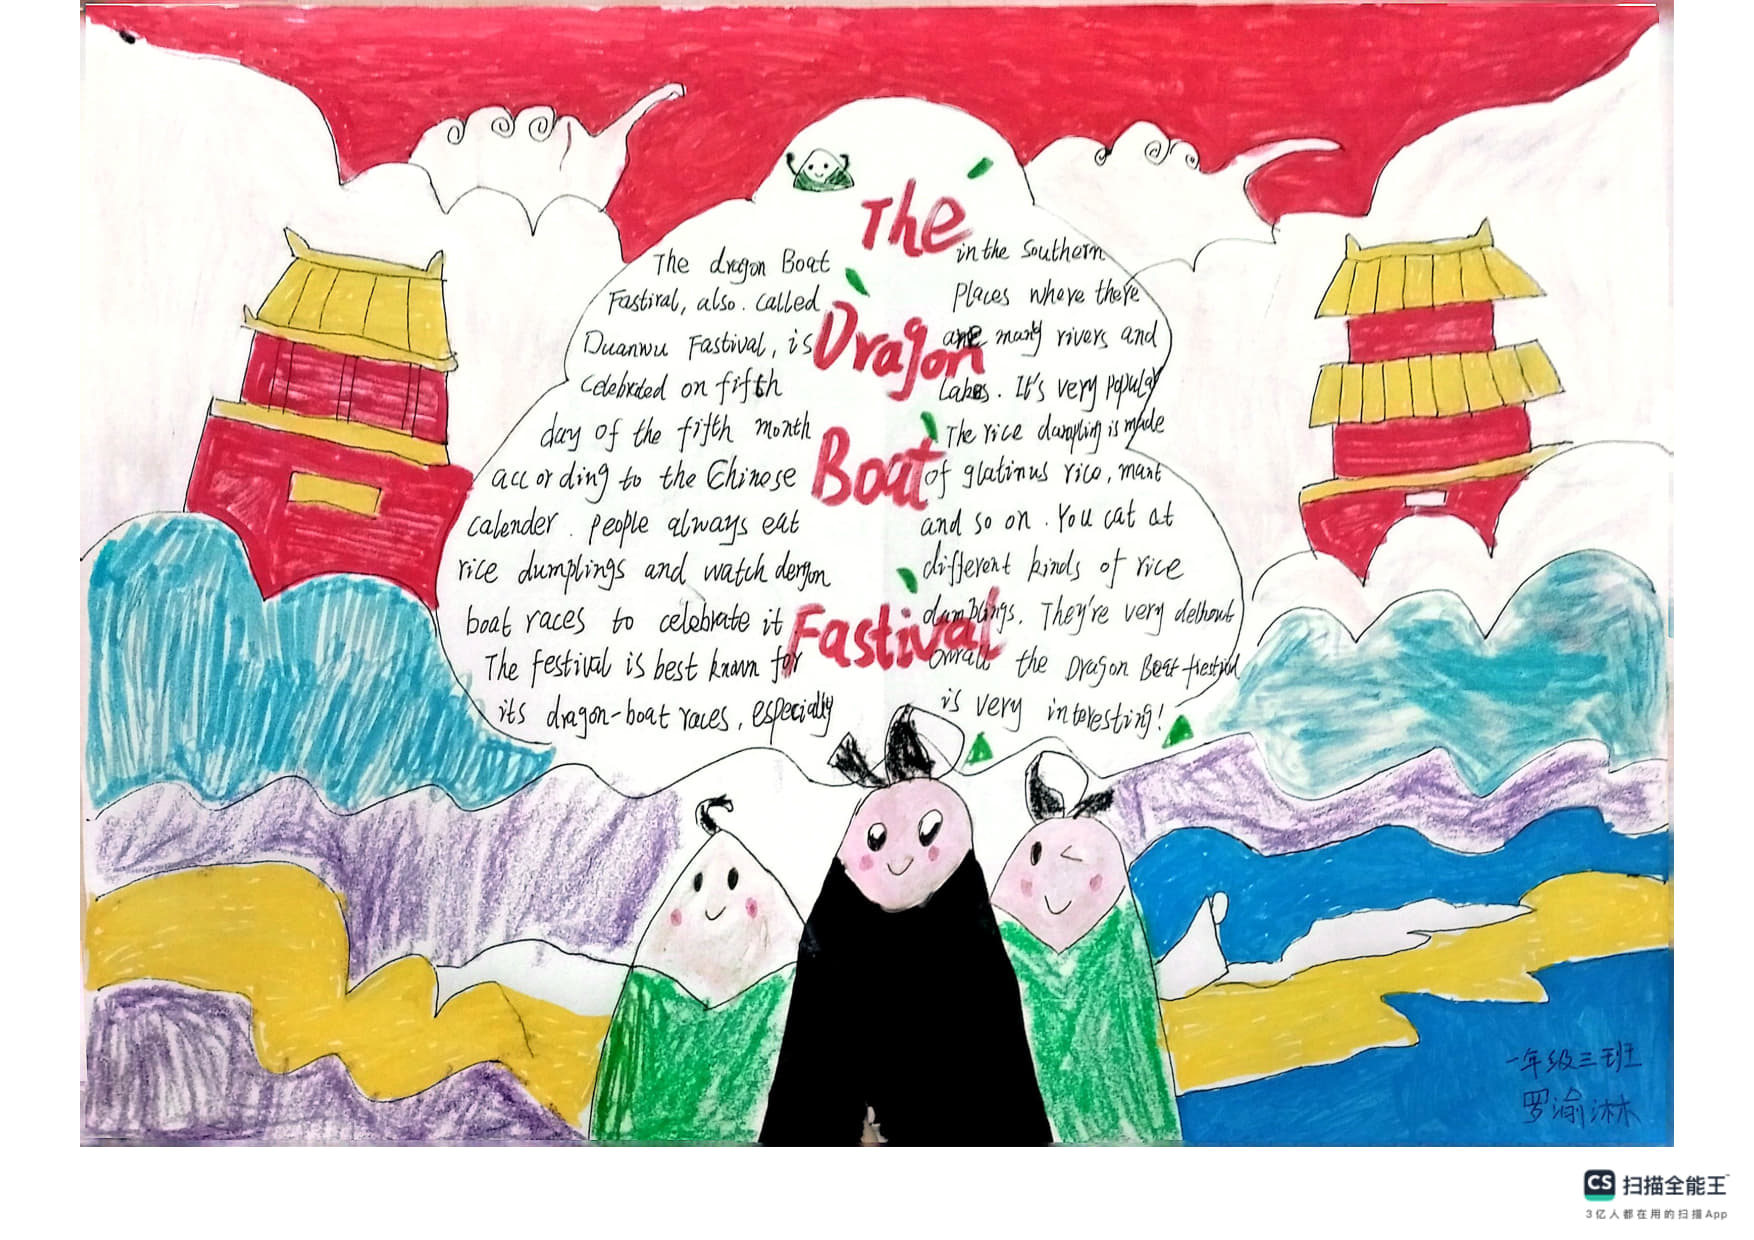 The
Dragon
Boat
Fastival
The dragon Boat
Fastival, also. called
Duanwu Fastival, is
celebrated on fifth
day of the fifth month
according to the Chinese
calender. people always eat
rice dumplings and watch dergon
boat races to celebrate it
The festival is best known for
its dragon-boat races, especially
in the southern
places where there
are many rivers and
Lakes. It's very popular
The rice dumpling is made
of glatinus rice, mant
and so on. You cat at
different kinds of rice
dumblings. They're very
the Dragon Boat
is very interesting!
一年级三班
罗渝淋
CS 扫描全能王
3亿人都在用的扫描App